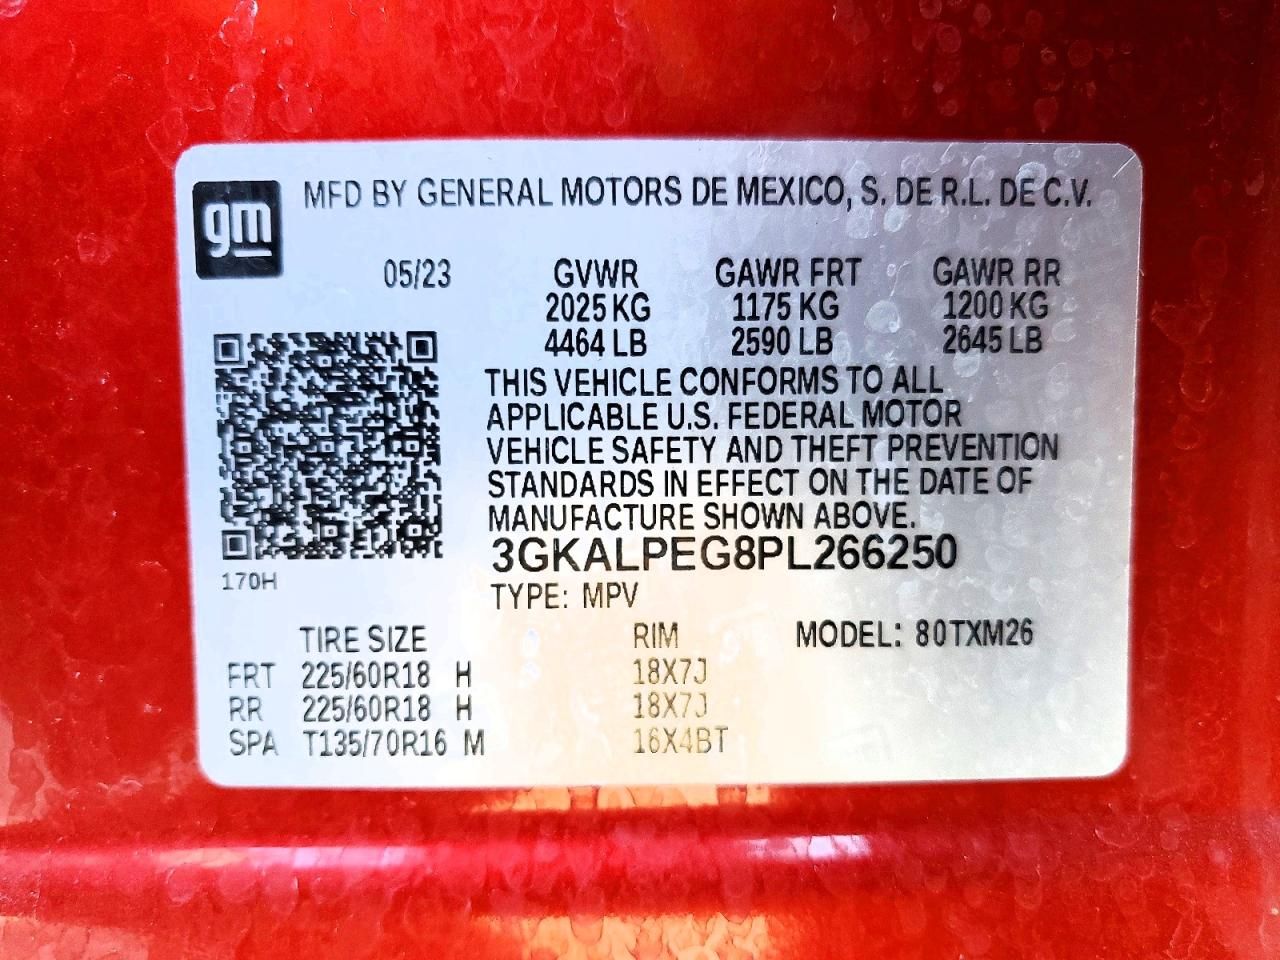 gm MFD BY GENERAL MOTORS DE MEXICO, S. DE R.L. DE C.V.
05/23 GVWR GAWR FRT GAWR RR
2025 KG 1175 KG 1200 KG
4464 LB 2590 LB 2645 LB
THIS VEHICLE CONFORMS TO ALL
APPLICABLE U.S. FEDERAL MOTOR
VEHICLE SAFETY AND THEFT PREVENTION
STANDARDS IN EFFECT ON THE DATE OF
MANUFACTURE SHOWN ABOVE.
3GKALPEG8PL266250
170H
TYPE: MPV
TIRE SIZE RIM MODEL: 80TXM26
FRT 225/60R18 H 18X7J
RR 225/60R18 H 18X7J
SPA T135/70R16 M 16X4BT